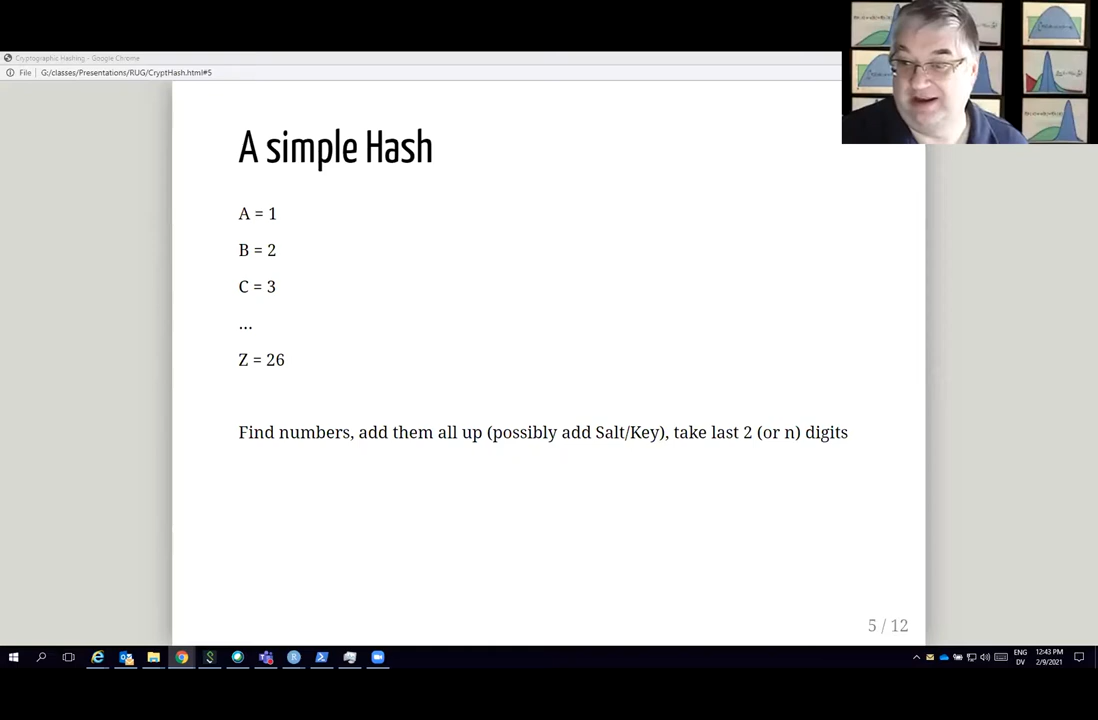 Cryptographic Hashing - Google Chrome
File | G:/classes/Presentations/RUG/CryptHash.html#5
A simple Hash
A = 1
B = 2
C = 3
...
Z = 26
Find numbers, add them all up (possibly add Salt/Key), take last 2 (or n) digits
5 / 12
ENG
DV
12:43 PM
2/9/2021